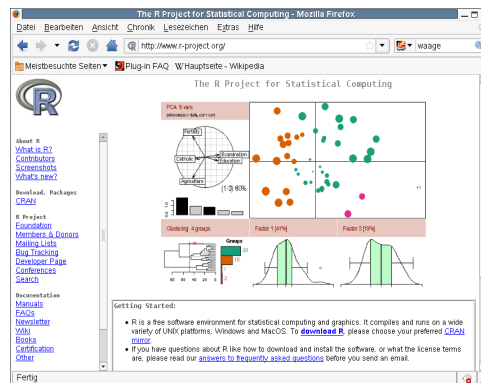 The R Project for Statistical Computing - Mozilla Firefox
Datei Bearbeiten Ansicht Chronik Lesezeichen Extras Hilfe
http://www.r-project.org/
waage
Meistbesuchte Seiten Plug-in FAQ Hauptseite - Wikipedia
The R Project for Statistical Computing
R
About R
What is R?
Contributors
Screenshots
What's new?
Download, Packages
CRAN
R Project
Foundation
Members & Donors
Mailing Lists
Bug Tracking
Developer Page
Conferences
Search
Documentation
Manuals
FAQs
Newsletter
Wiki
Books
Certification
Other
PCA 5 vars
Fertility
Catholic
Examination
Education
Agriculture
(1-3) 60%
Clustering 4 groups
Groups
Factor 1 [41%]
Factor 3 [19%]
Getting Started:
R is a free software environment for statistical computing and graphics. It compiles and runs on a wide
variety of UNIX platforms, Windows and MacOS. To download R, please choose your preferred CRAN
mirror.
If you have questions about R like how to download and install the software, or what the license terms
are, please read our answers to frequently asked questions before you send an email.
Fertig